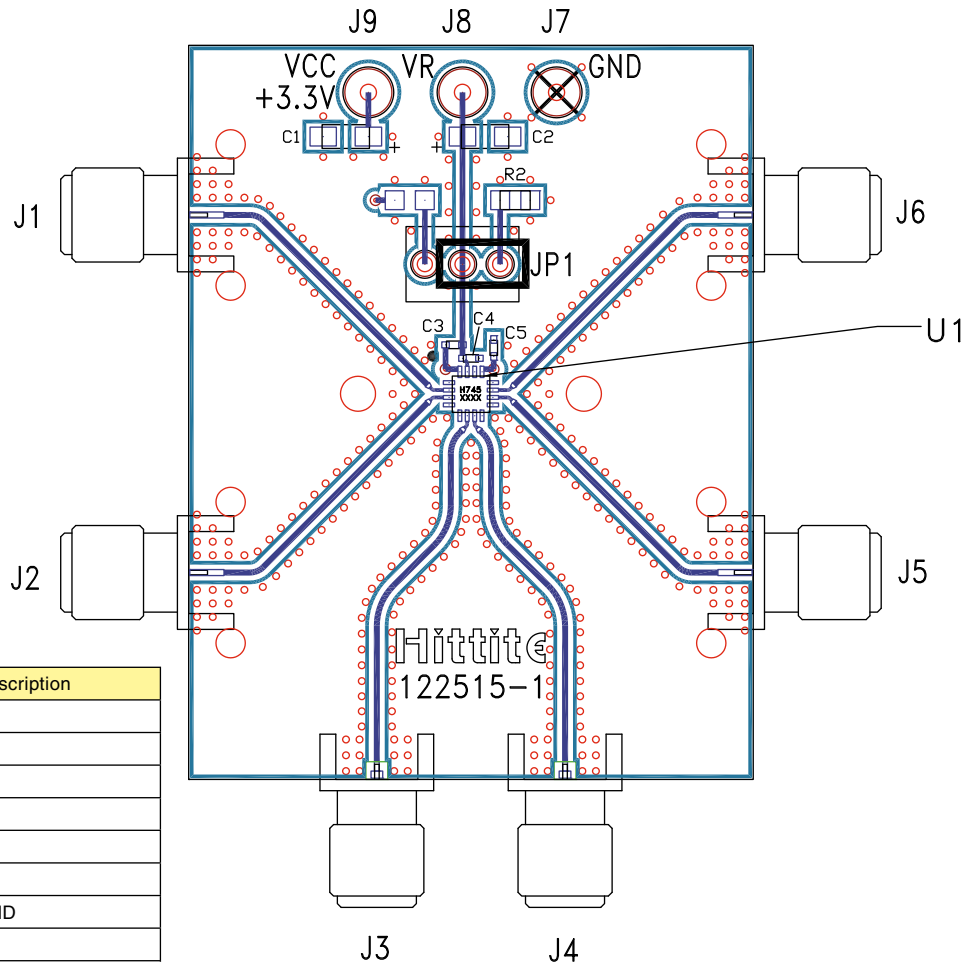 J9 J8 J7
VCC VR GND
+3.3V
C1 + + C2
R2
J1 J6
JP1
C3 C4 C5
U1
H745
XXXX
J2 J5
Hittite
122515-1
scription
ID
J3 J4